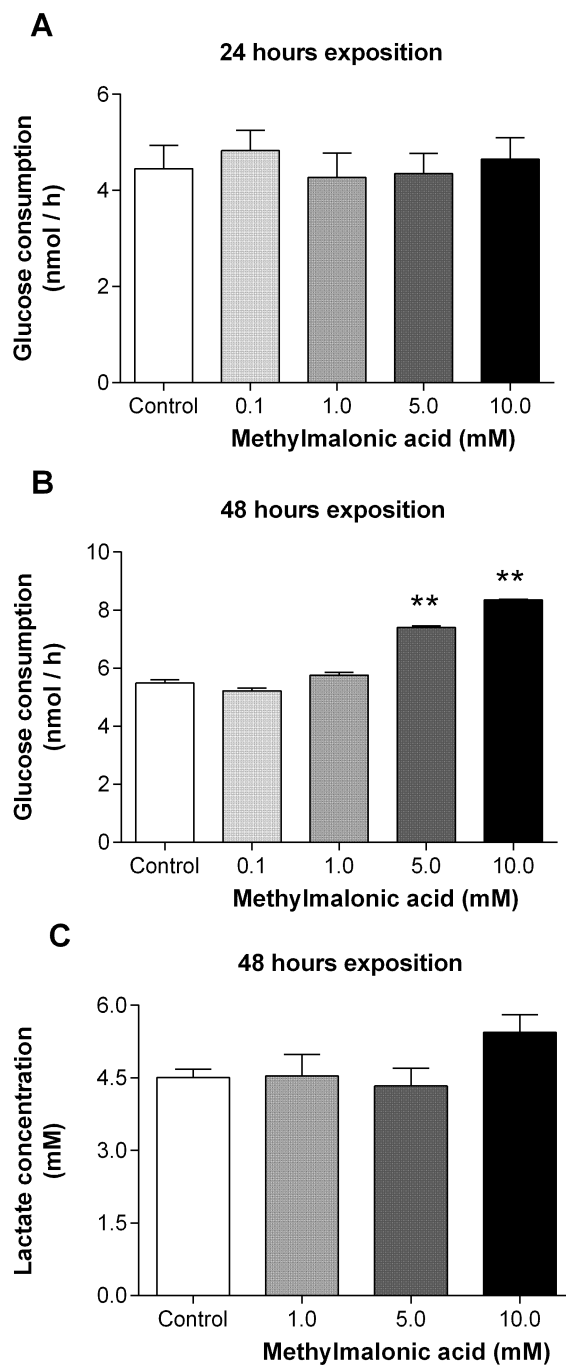 A
24 hours exposition
Glucose consumption
(nmol / h)
6
4
2
0
Control 0.1 1.0 5.0 10.0
Methylmalonic acid (mM)
B
48 hours exposition
Glucose consumption
(nmol / h)
10
8
6
4
2
0
** **
Control 0.1 1.0 5.0 10.0
Methylmalonic acid (mM)
C
48 hours exposition
Lactate concentration
(mM)
6.0
4.5
3.0
1.5
0.0
Control 1.0 5.0 10.0
Methylmalonic acid (mM)